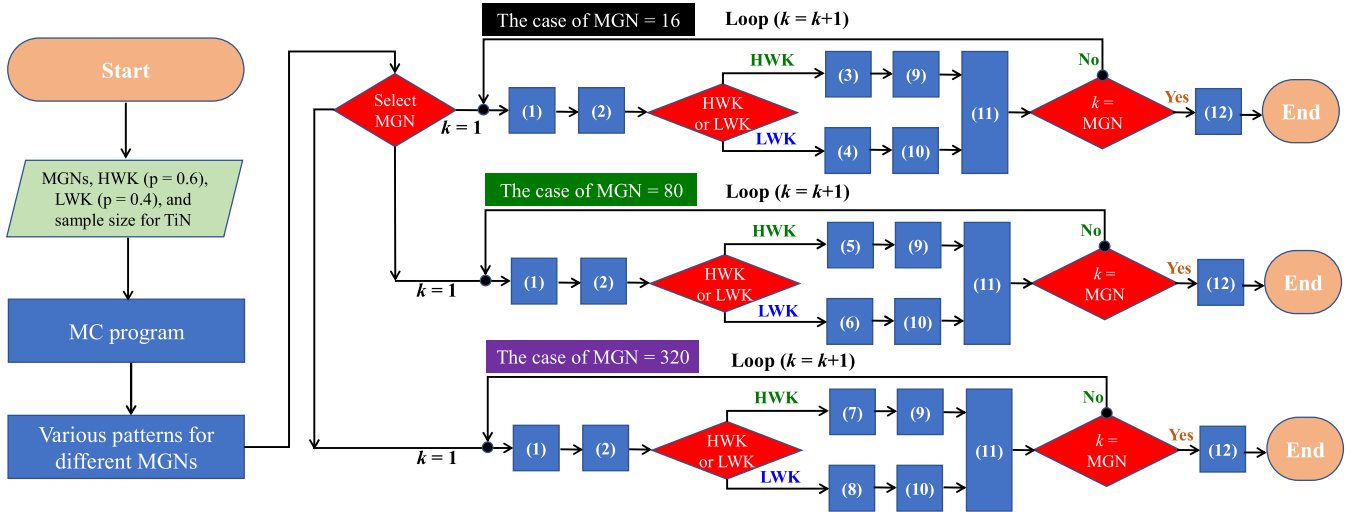 Start
MGNs, HWK (p = 0.6),
LWK (p = 0.4), and
sample size for TiN
MC program
Various patterns for
different MGNs
Select
MGN
The case of MGN = 16
Loop (k = k+1)
k = 1
(1)
(2)
HWK
or LWK
HWK
(3)
(9)
LWK
(4)
(10)
(11)
No
k =
MGN
Yes
(12)
End
The case of MGN = 80
Loop (k = k+1)
k = 1
(1)
(2)
HWK
or LWK
HWK
(5)
(9)
LWK
(6)
(10)
(11)
No
k =
MGN
Yes
(12)
End
The case of MGN = 320
Loop (k = k+1)
k = 1
(1)
(2)
HWK
or LWK
HWK
(7)
(9)
LWK
(8)
(10)
(11)
No
k =
MGN
Yes
(12)
End